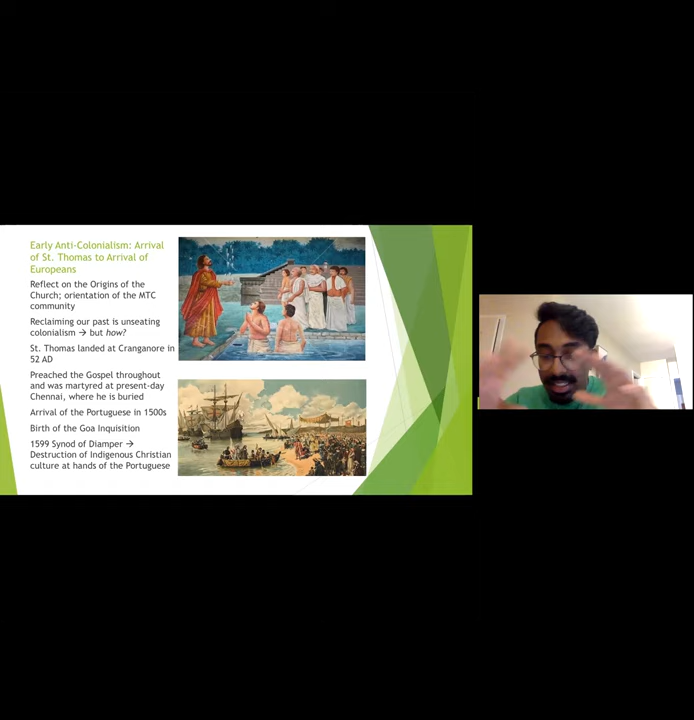 Early Anti-Colonialism: Arrival
of St. Thomas to Arrival of
Europeans
Reflect on the Origins of the
Church; orientation of the MTC
community
Reclaiming our past is unseating
colonialism → but how?
St. Thomas landed at Cranganore in
52 AD
Preached the Gospel throughout
and was martyred at present-day
Chennai, where he is buried
Arrival of the Portuguese in 1500s
Birth of the Goa Inquisition
1599 Synod of Diamper →
Destruction of Indigenous Christian
culture at hands of the Portuguese